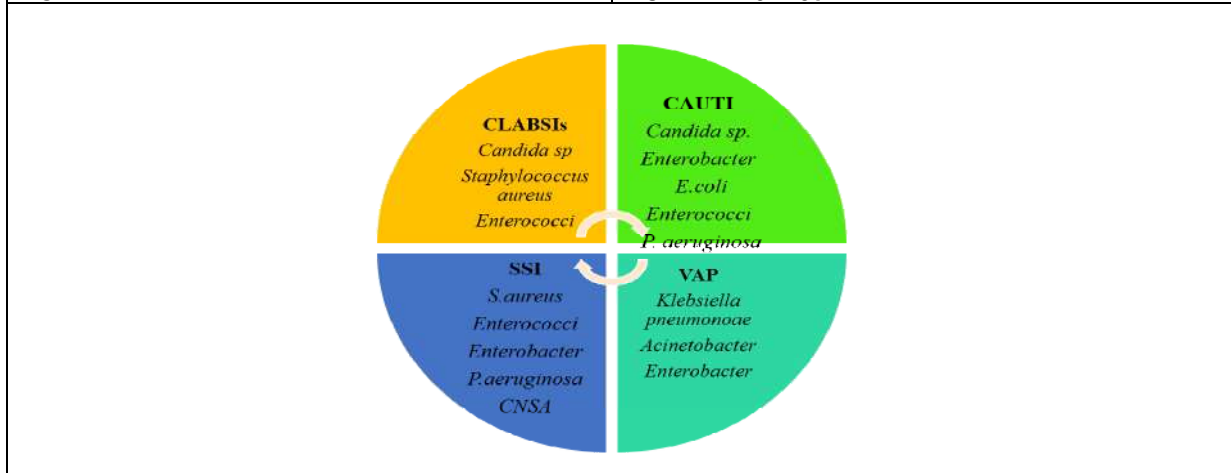 CLABSIs
Candida sp
Staphylococcus
aureus
Enterococci
CAUTI
Candida sp.
Enterobacter
E.coli
Enterococci
P. aeruginosa
SSI
S.aureus
Enterococci
Enterobacter
P.aeruginosa
CNSA
VAP
Klebsiella
pneumonoae
Acinetobacter
Enterobacter